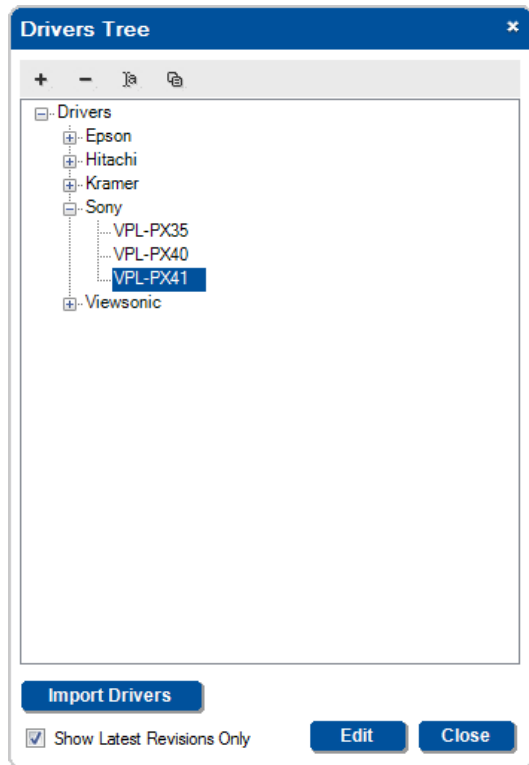 Drivers Tree
Drivers
Epson
Hitachi
Kramer
Sony
VPL-PX35
VPL-PX40
VPL-PX41
Viewsonic
Import Drivers
Show Latest Revisions Only
Edit
Close